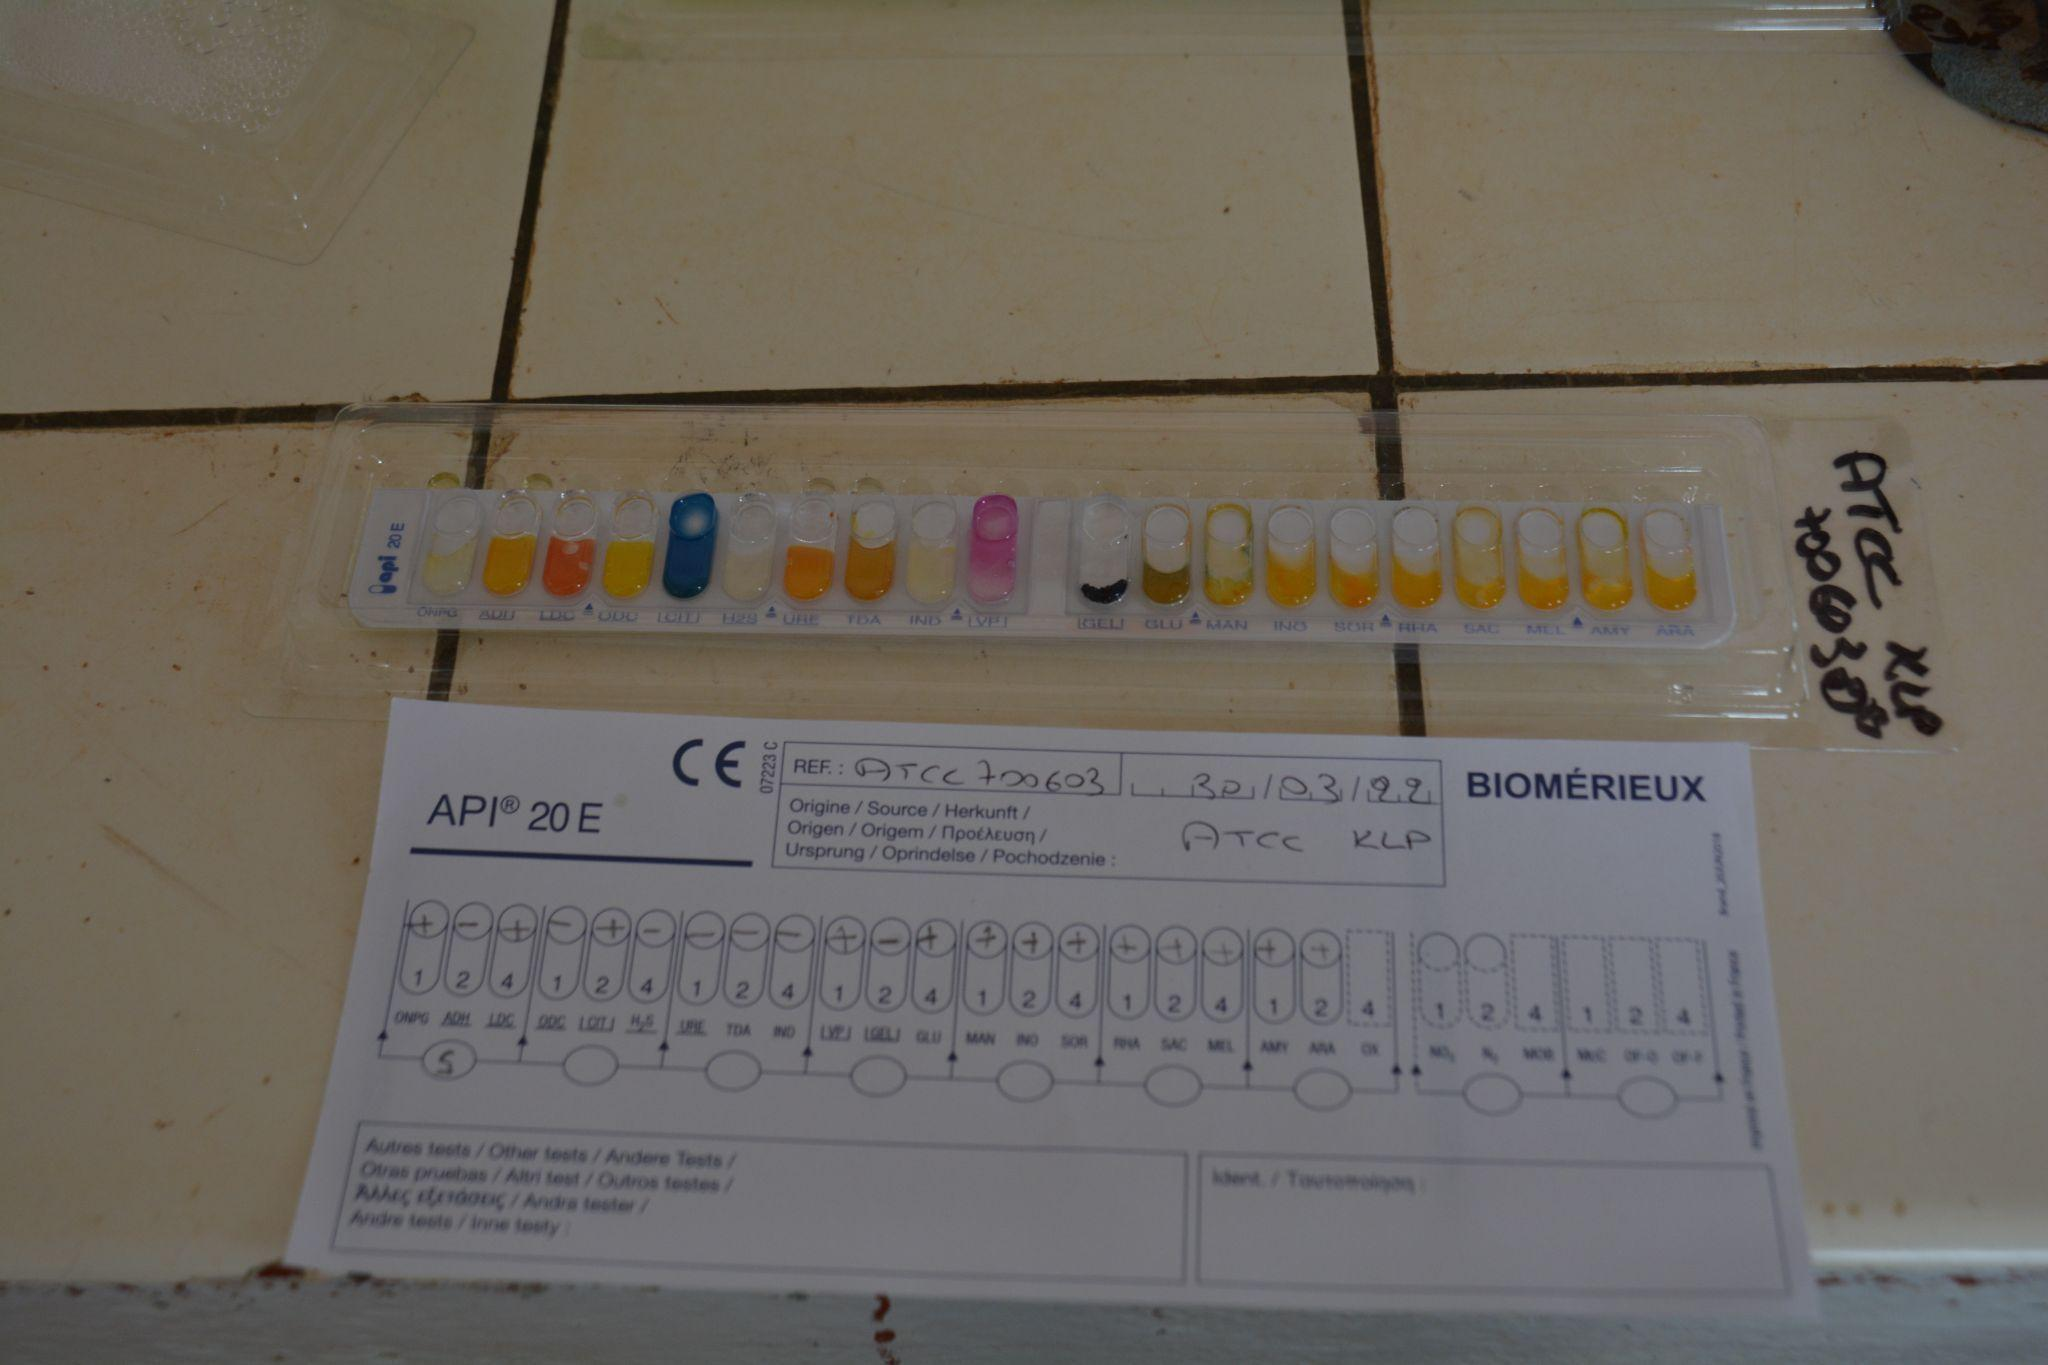 api 20 E
ONPG ADH LDC ODC |CIT| H2S URE TDA IND |VP| |GEL| GLU MAN INO SOR RHA SAC MEL AMY ARA
ATCC KLP
700603
API® 20 E
CE
07223 C
REF. : ATCC 700603 30/03/22
Origine / Source / Herkunft /
Origen / Origem / Προέλευση /
Ursprung / Oprindelse / Pochodzenie : ATCC KLP
BIOMÉRIEUX
+ - + - + - - - - + - + + + + + + + + +
1 2 4 1 2 4 1 2 4 1 2 4 1 2 4 1 2 4 1 2 4 1 2 4 1 2 4
ONPG ADH LDC ODC |CIT| H2S URE TDA IND |VP| |GEL| GLU MAN INO SOR RHA SAC MEL AMY ARA OX NO2 N2 MOB McC OF-O OF-F
5
Autres tests / Other tests / Andere Tests /
Otras pruebas / Altri test / Outros testes /
Άλλες εξετάσεις / Andra tester /
Andre tests / Inne testy :
Ident. / Ταυτοποίηση :